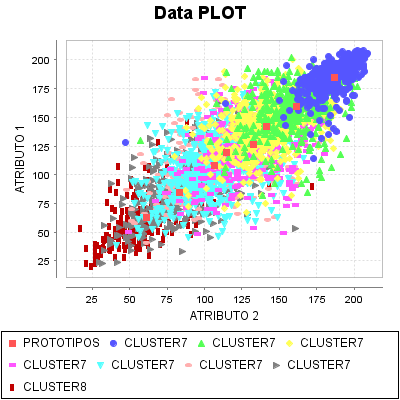 Data PLOT
ATRIBUTO 1
200
175
150
125
100
75
50
25
25 50 75 100 125 150 175 200
ATRIBUTO 2
PROTOTIPOS CLUSTER7 CLUSTER7 CLUSTER7
CLUSTER7 CLUSTER7 CLUSTER7 CLUSTER7
CLUSTER8